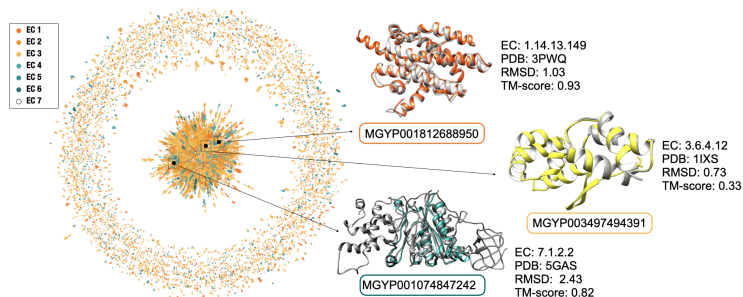 EC 1
EC 2
EC 3
EC 4
EC 5
EC 6
EC 7
EC: 1.14.13.149
PDB: 3PWQ
RMSD: 1.03
TM-score: 0.93
MGYP001812688950
EC: 3.6.4.12
PDB: 1IXS
RMSD: 0.73
TM-score: 0.33
MGYP003497494391
EC: 7.1.2.2
PDB: 5GAS
RMSD:  2.43
TM-score: 0.82
MGYP001074847242